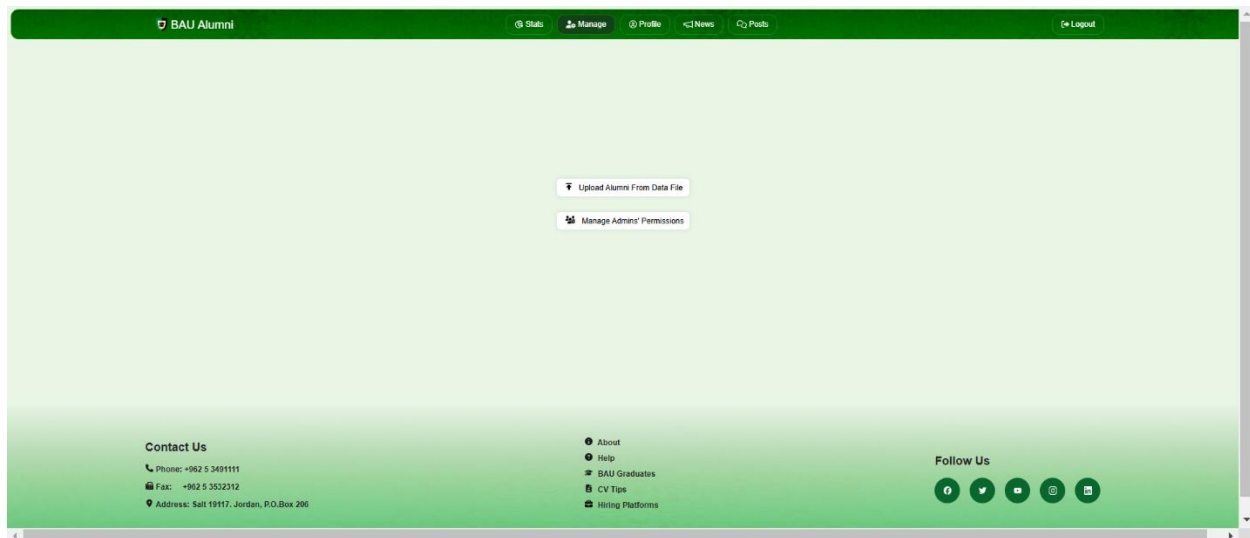 BAU Alumni
Stats
Manage
Profile
News
Posts
Logout
Upload Alumni From Data File
Manage Admins' Permissions
Contact Us
Phone: +962 5 3491111
Fax: +962 5 3532312
Address: Salt 19117. Jordan, P.O.Box 206
About
Help
BAU Graduates
CV Tips
Hiring Platforms
Follow Us